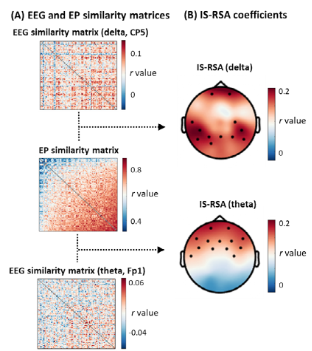 (A) EEG and EP similarity matrices
EEG similarity matrix (delta, CP5)
0.1
r value
0
EP similarity matrix
0.8
r value
0.4
EEG similarity matrix (theta, Fp1)
0.06
r value
-0.04
(B) IS-RSA coefficients
IS-RSA (delta)
0.2
r value
0
IS-RSA (theta)
0.2
r value
0